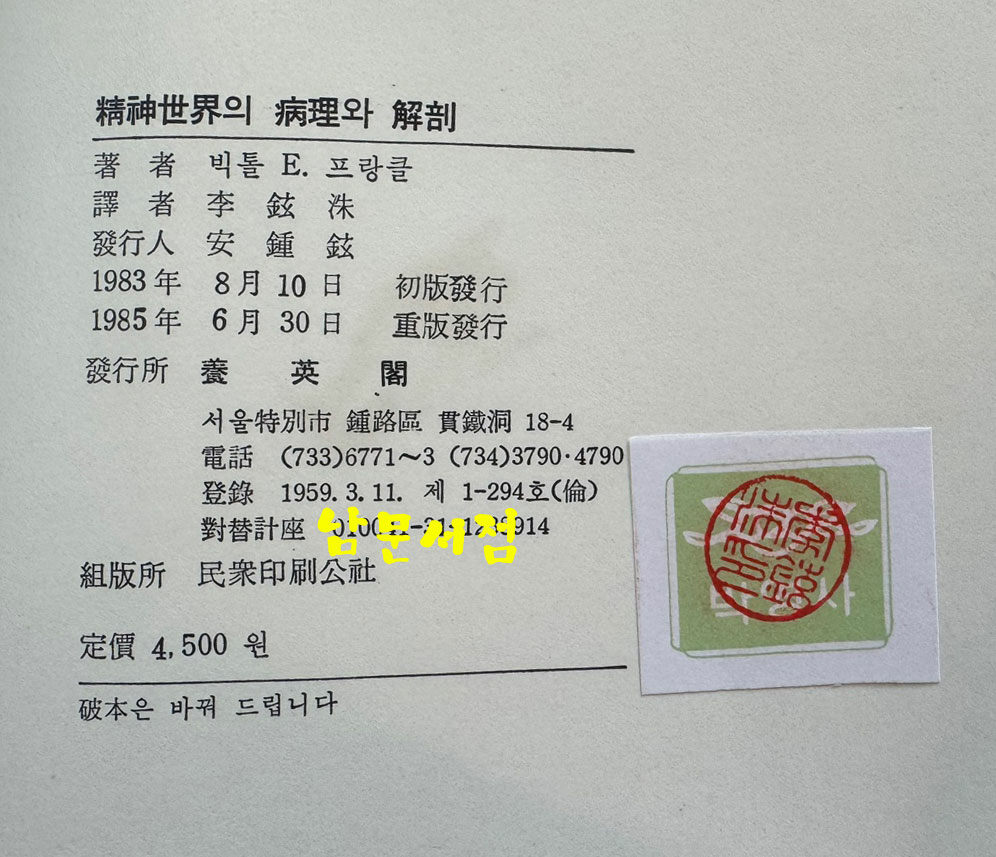 精神世界의 病理와 解剖
著 者 빅톨 E. 프랑클
譯 者 李 鉉 洙
發行人 安 鍾 鉉
1983年 8月 10日 初版發行
1985年 6月 30日 重版發行
發行所 養 英 閣
서울特別市 鍾路區 貫鐵洞 18-4
電話 (733)6771~3 (734)3790·4790
登錄 1959. 3. 11. 제 1-294호(倫)
對替計座
암문서점
組版所 民衆印刷公社
定價 4,500 원
破本은 바꿔 드립니다